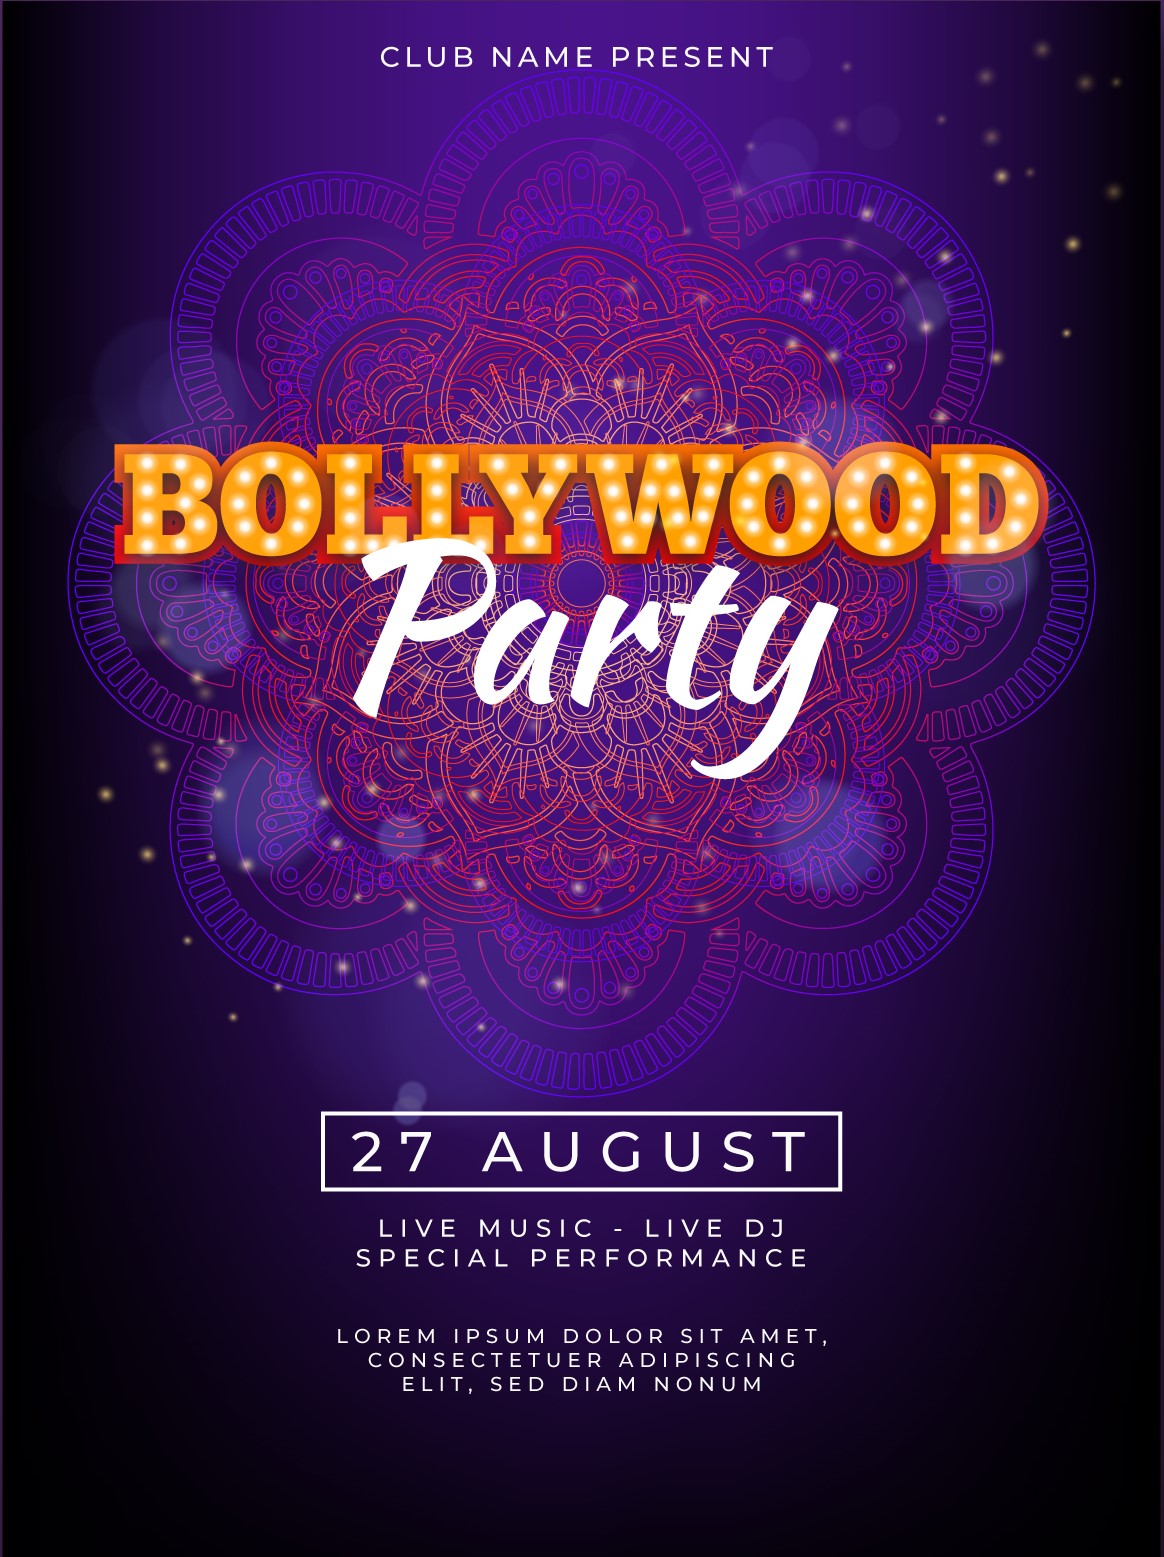 CLUB NAME PRESENT
BOLLYWOOD
Party
27 AUGUST
LIVE MUSIC - LIVE DJ
SPECIAL PERFORMANCE
LOREM IPSUM DOLOR SIT AMET,
CONSECTETUER ADIPISCING
ELIT, SED DIAM NONUM